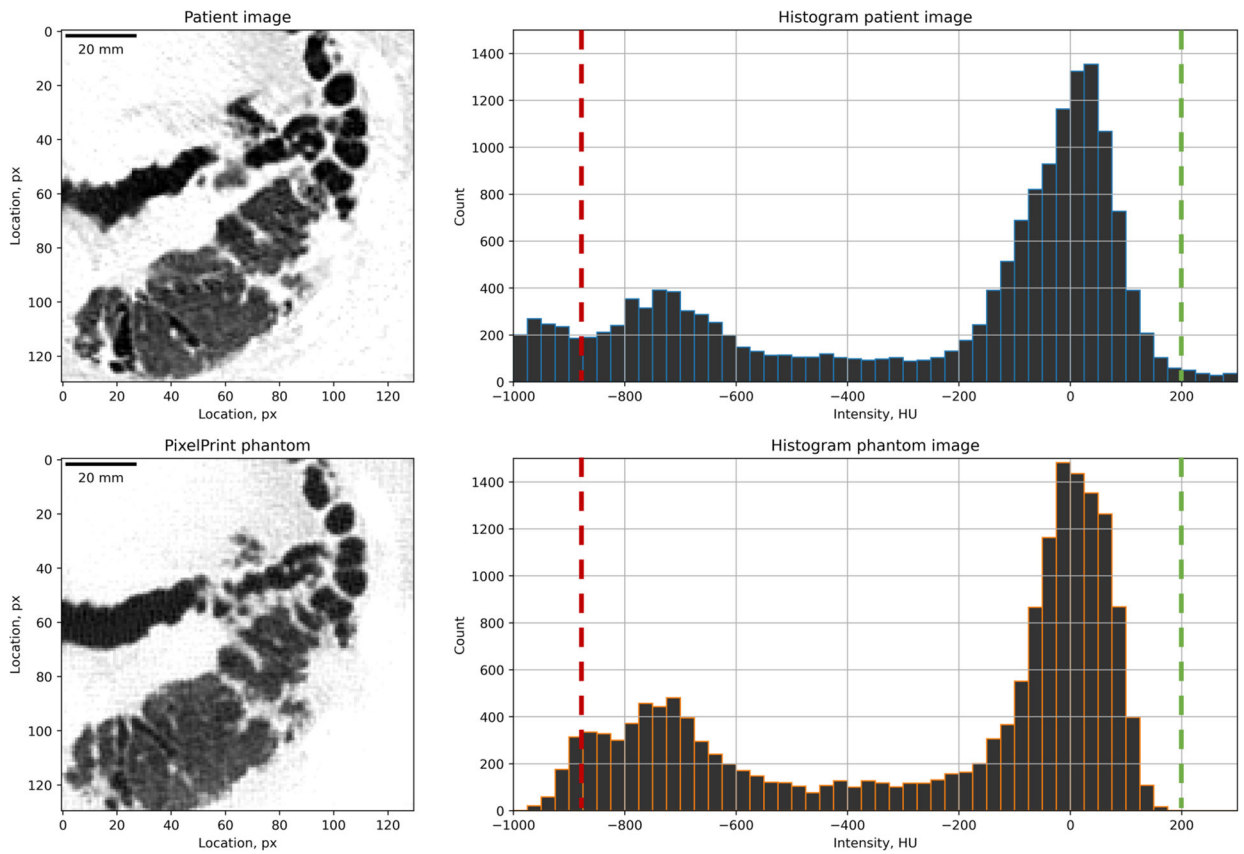 Patient image
0
20
40
60
80
100
120
20 mm
Location, px
0 20 40 60 80 100 120
Location, px
Histogram patient image
1400
1200
1000
800
600
400
200
0
Count
−1000 −800 −600 −400 −200 0 200
Intensity, HU
PixelPrint phantom
0
20
40
60
80
100
120
20 mm
Location, px
0 20 40 60 80 100 120
Location, px
Histogram phantom image
1400
1200
1000
800
600
400
200
0
Count
−1000 −800 −600 −400 −200 0 200
Intensity, HU